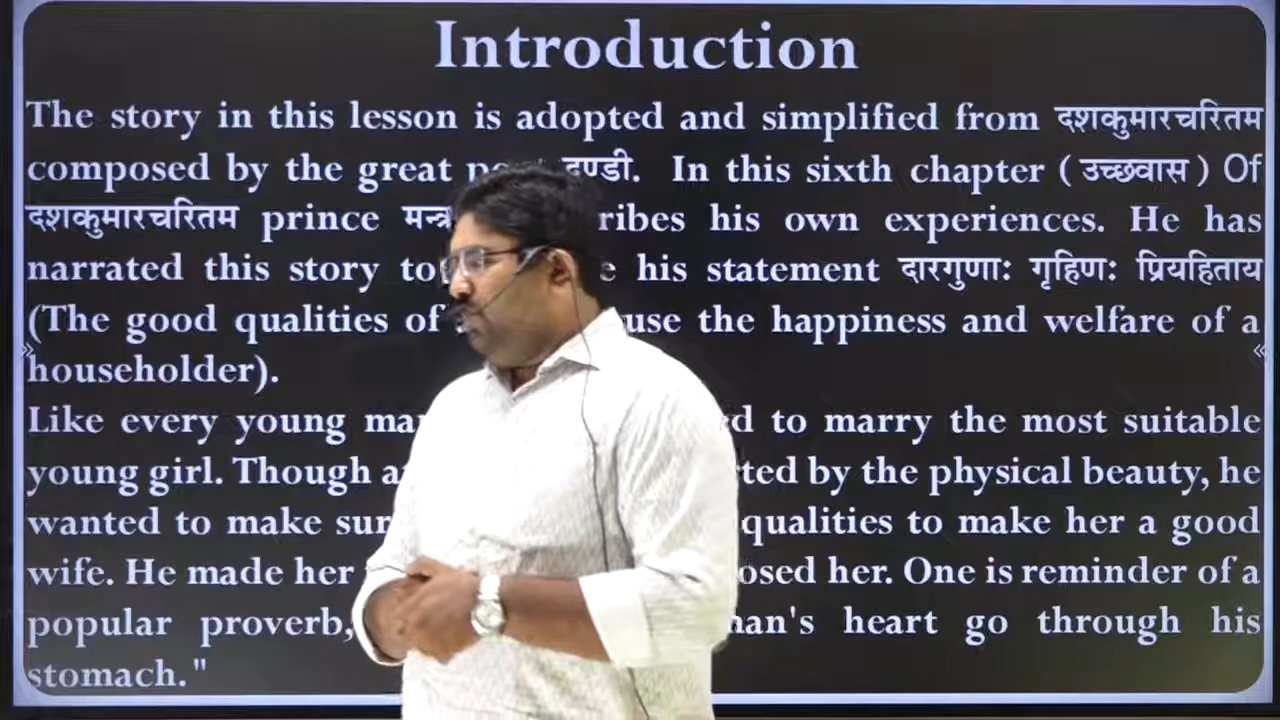 Introduction
The story in this lesson is adopted and simplified from दशकुमारचरितम
composed by the great दण्डी. In this sixth chapter ( उच्छवास ) Of
दशकुमारचरितम prince his own experiences. He has
narrated this story to his statement दारगुणाः गृहिणः प्रियहिताय
(The good qualities of the happiness and welfare of a
householder).
Like every young to marry the most suitable
young girl. Though by the physical beauty, he
wanted to make qualities to make her a good
wife. He made her her. One is reminder of a
popular proverb, heart go through his
stomach."